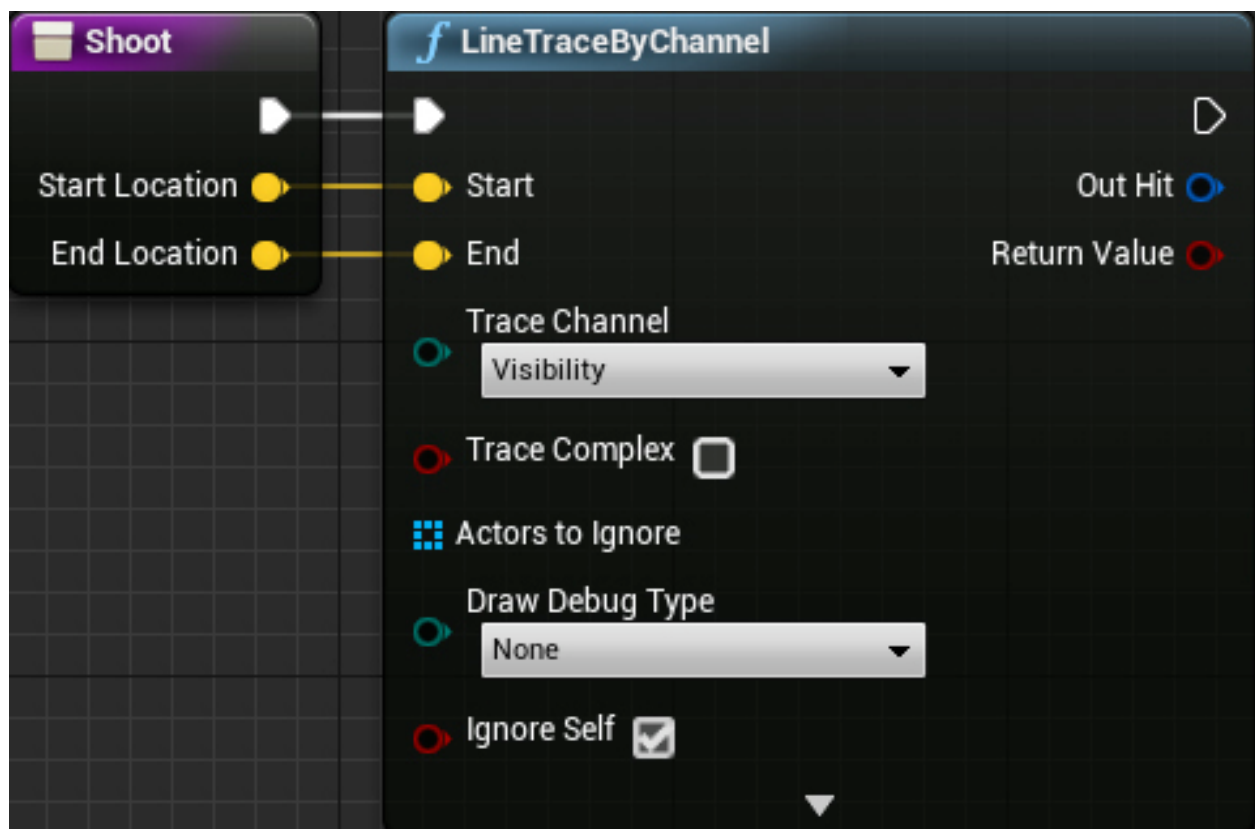 Shoot
LineTraceByChannel
Start Location
Start
Out Hit
End Location
End
Return Value
Trace Channel
Visibility
Trace Complex
Actors to Ignore
Draw Debug Type
None
Ignore Self